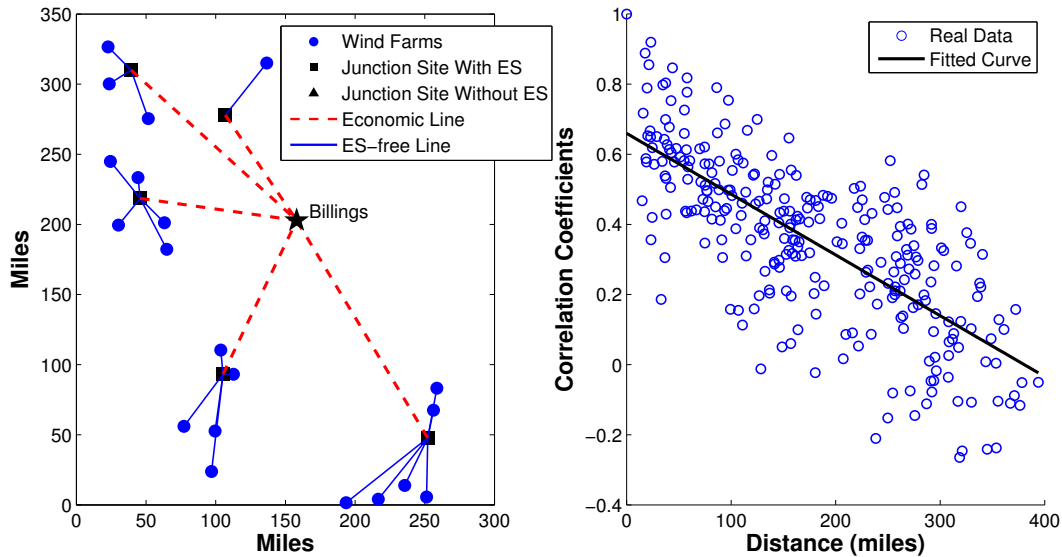 350
300
250
200
150
100
50
0
0
50
100
150
200
250
300
Miles
Miles
Wind Farms
Junction Site With ES
Junction Site Without ES
Economic Line
ES-free Line
Billings
1
0.8
0.6
0.4
0.2
0
-0.2
-0.4
0
100
200
300
400
Correlation Coefficients
Distance (miles)
Real Data
Fitted Curve